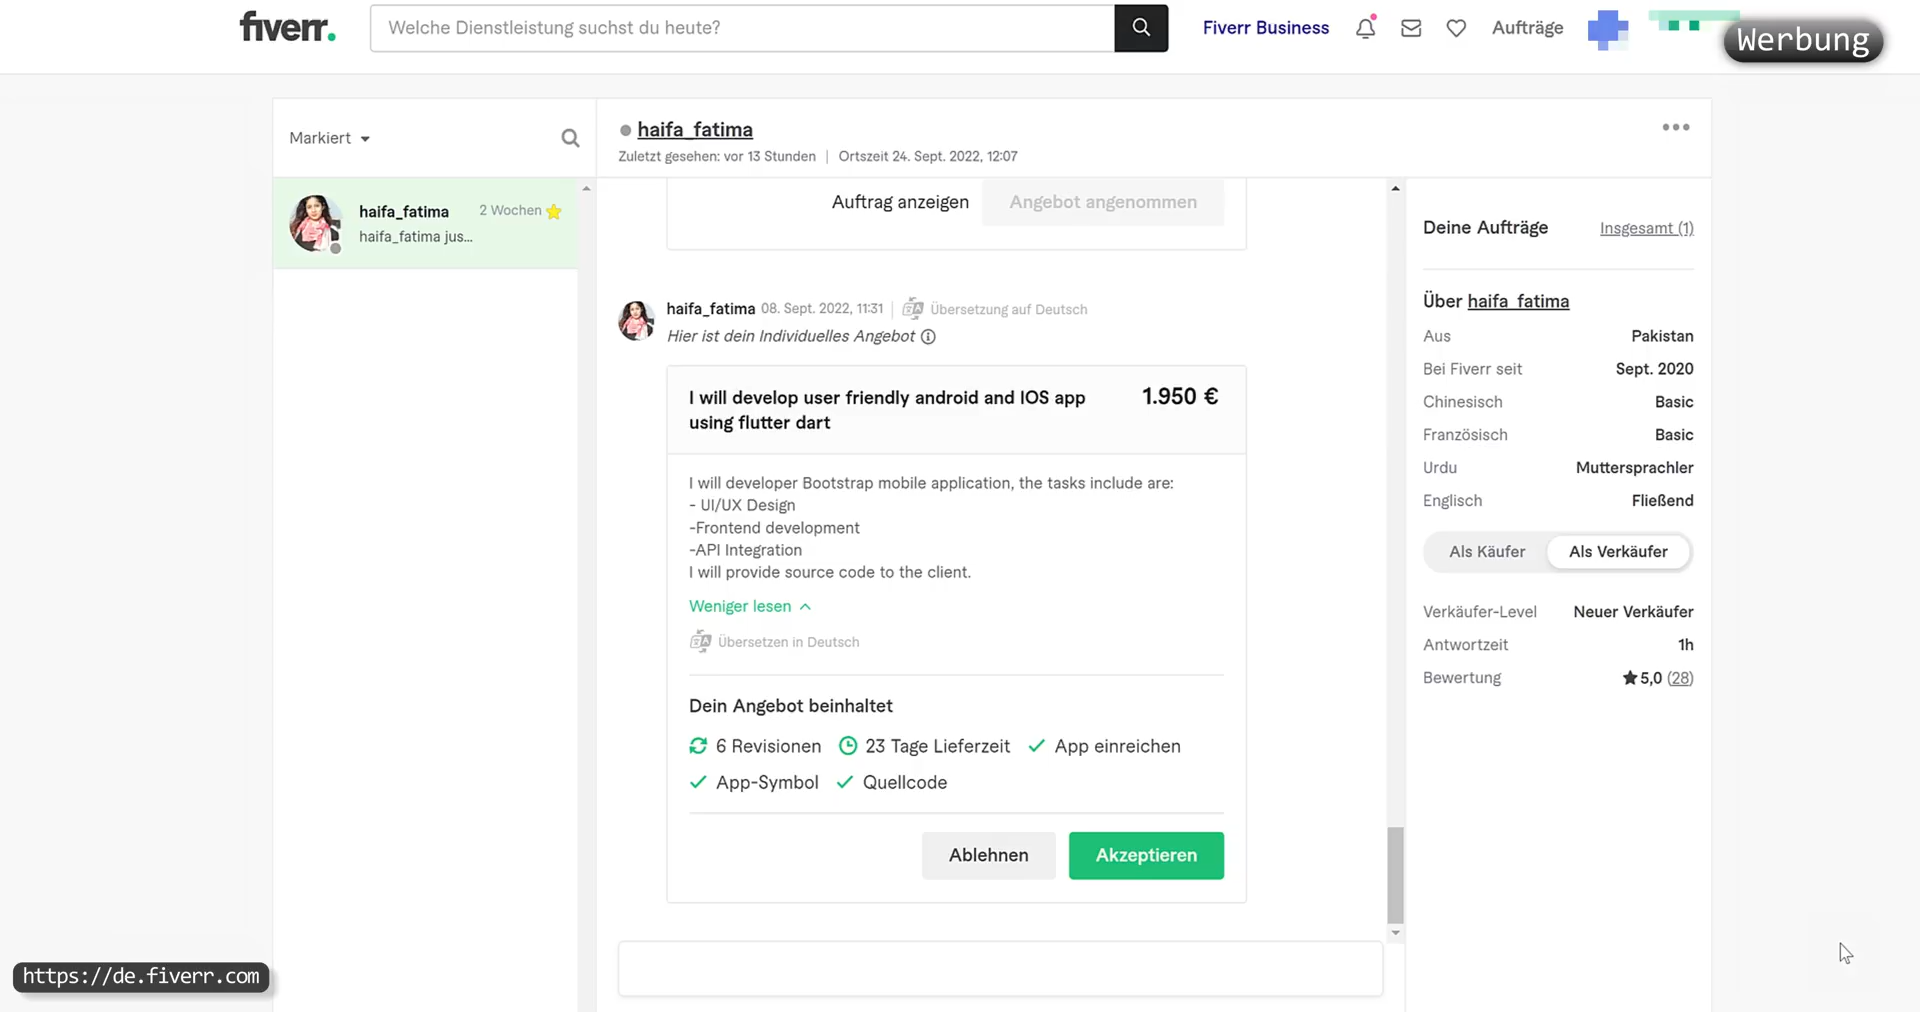 fiverr.
Welche Dienstleistung suchst du heute?
Fiverr Business
Aufträge
Werbung
Markiert
haifa_fatima
Zuletzt gesehen: vor 13 Stunden | Ortszeit 24. Sept. 2022, 12:07
haifa_fatima
2 Wochen
haifa_fatima jus...
Auftrag anzeigen
Angebot angenommen
haifa_fatima 08. Sept. 2022, 11:31 | Übersetzung auf Deutsch
Hier ist dein Individuelles Angebot
I will develop user friendly android and IOS app
using flutter dart
1.950 €
I will developer Bootstrap mobile application, the tasks include are:
- UI/UX Design
-Frontend development
-API Integration
I will provide source code to the client.
Weniger lesen
Übersetzen in Deutsch
Dein Angebot beinhaltet
6 Revisionen
23 Tage Lieferzeit
App einreichen
App-Symbol
Quellcode
Ablehnen
Akzeptieren
Deine Aufträge
Insgesamt (1)
Über haifa_fatima
Aus Pakistan
Bei Fiverr seit Sept. 2020
Chinesisch Basic
Französisch Basic
Urdu Muttersprachler
Englisch Fließend
Als Käufer
Als Verkäufer
Verkäufer-Level Neuer Verkäufer
Antwortzeit 1h
Bewertung ★5,0 (28)
https://de.fiverr.com